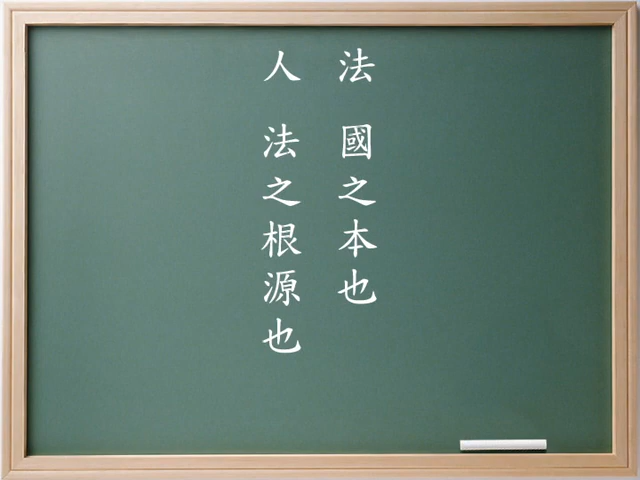 法　國之本也
人　法之根源也